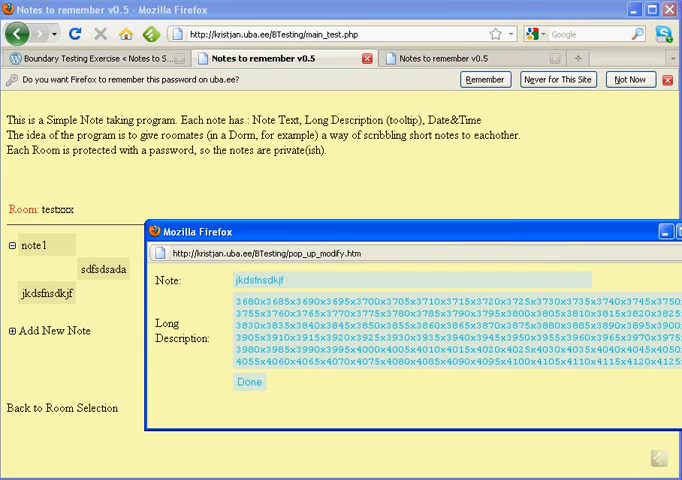 Notes to remember v0.5 - Mozilla Firefox
http://kristjan.uba.ee/BTesting/main_test.php
Google
Boundary Testing Exercise « Notes to S...
Notes to remember v0.5
Notes to remember v0.5
Do you want Firefox to remember this password on uba.ee?
Remember
Never for This Site
Not Now
This is a Simple Note taking program. Each note has : Note Text, Long Description (tooltip), Date&Time
The idea of the program is to give roomates (in a Dorm, for example) a way of scribbling short notes to eachother.
Each Room is protected with a password, so the notes are private(ish).
Room: testxxx
note1
sdfsdsada
jkdsfnsdkjf
Add New Note
Back to Room Selection
Mozilla Firefox
http://kristjan.uba.ee/BTesting/pop_up_modify.htm
Note:
jkdsfnsdkjf
Long
Description:
3680x3685x3690x3695x3700x3705x3710x3715x3720x3725x3730x3735x3740x3745x3750
3755x3760x3765x3770x3775x3780x3785x3790x3795x3800x3805x3810x3815x3820x3825
3830x3835x3840x3845x3850x3855x3860x3865x3870x3875x3880x3885x3890x3895x3900
3905x3910x3915x3920x3925x3930x3935x3940x3945x3950x3955x3960x3965x3970x3975
3980x3985x3990x3995x4000x4005x4010x4015x4020x4025x4030x4035x4040x4045x4050
4055x4060x4065x4070x4075x4080x4085x4090x4095x4100x4105x4110x4115x4120x4125
Done